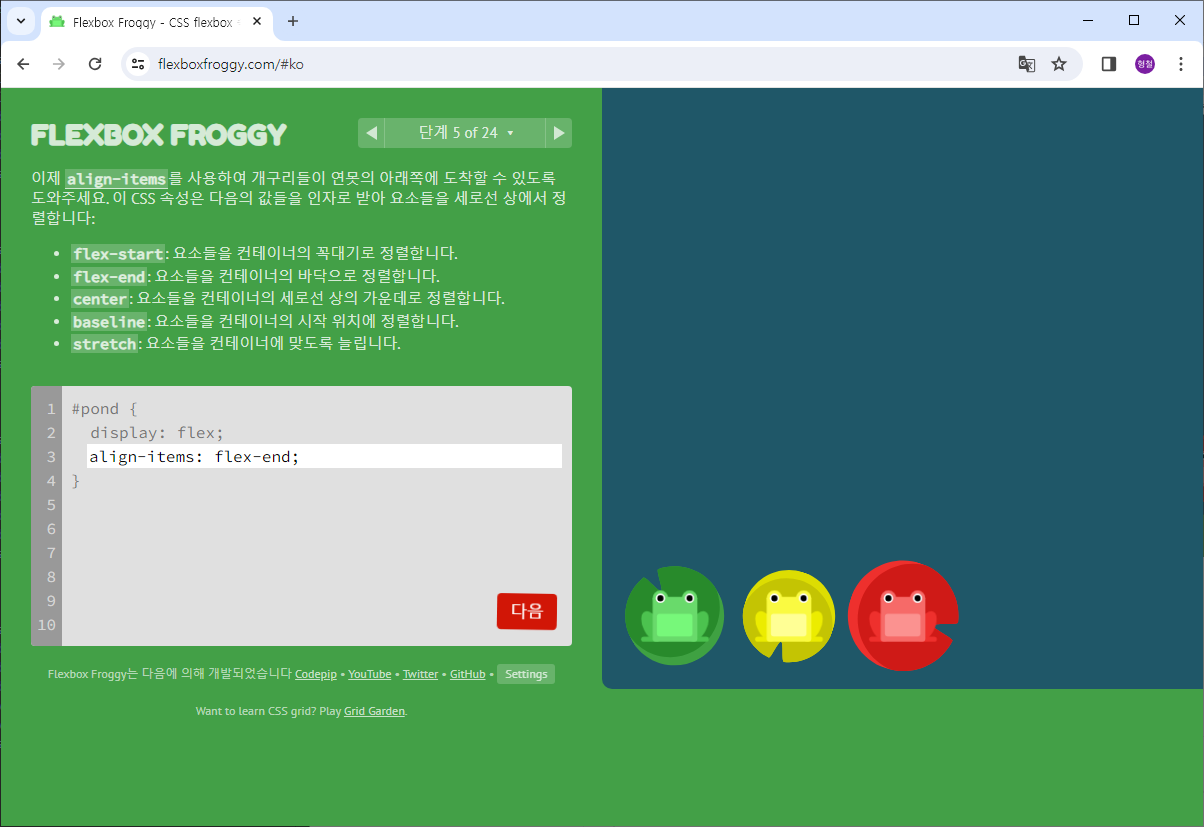 Flexbox Froggy - CSS flexbox
flexboxfroggy.com/#ko
형철
FLEXBOX FROGGY
◀ 단계 5 of 24 ▾ ▶
이제 align-items를 사용하여 개구리들이 연못의 아래쪽에 도착할 수 있도록
도와주세요. 이 CSS 속성은 다음의 값들을 인자로 받아 요소들을 세로선 상에서 정
렬합니다:
• flex-start: 요소들을 컨테이너의 꼭대기로 정렬합니다.
• flex-end: 요소들을 컨테이너의 바닥으로 정렬합니다.
• center: 요소들을 컨테이너의 세로선 상의 가운데로 정렬합니다.
• baseline: 요소들을 컨테이너의 시작 위치에 정렬합니다.
• stretch: 요소들을 컨테이너에 맞도록 늘립니다.
1 #pond {
2 display: flex;
3 align-items: flex-end;
4 }
5
6
7
8
9
10
다음
Flexbox Froggy는 다음에 의해 개발되었습니다 Codepip • YouTube • Twitter • GitHub • Settings
Want to learn CSS grid? Play Grid Garden.